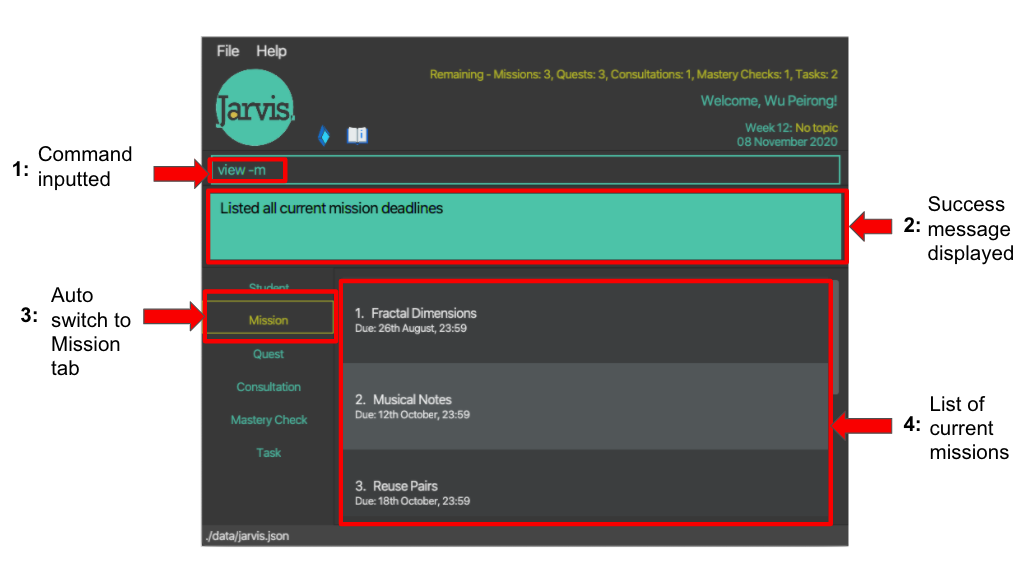 File Help
Remaining - Missions: 3, Quests: 3, Consultations: 1, Mastery Checks: 1, Tasks: 2
Jarvis.
Welcome, Wu Peirong!
Week 12: No topic
08 November 2020
1: Command
inputted
view -m
Listed all current mission deadlines
2: Success
message
displayed
3: Auto
switch to
Mission
tab
Student
Mission
Quest
Consultation
Mastery Check
Task
1. Fractal Dimensions
Due: 26th August, 23:59
2. Musical Notes
Due: 12th October, 23:59
3. Reuse Pairs
Due: 18th October, 23:59
4: List of
current
missions
./data/jarvis.json